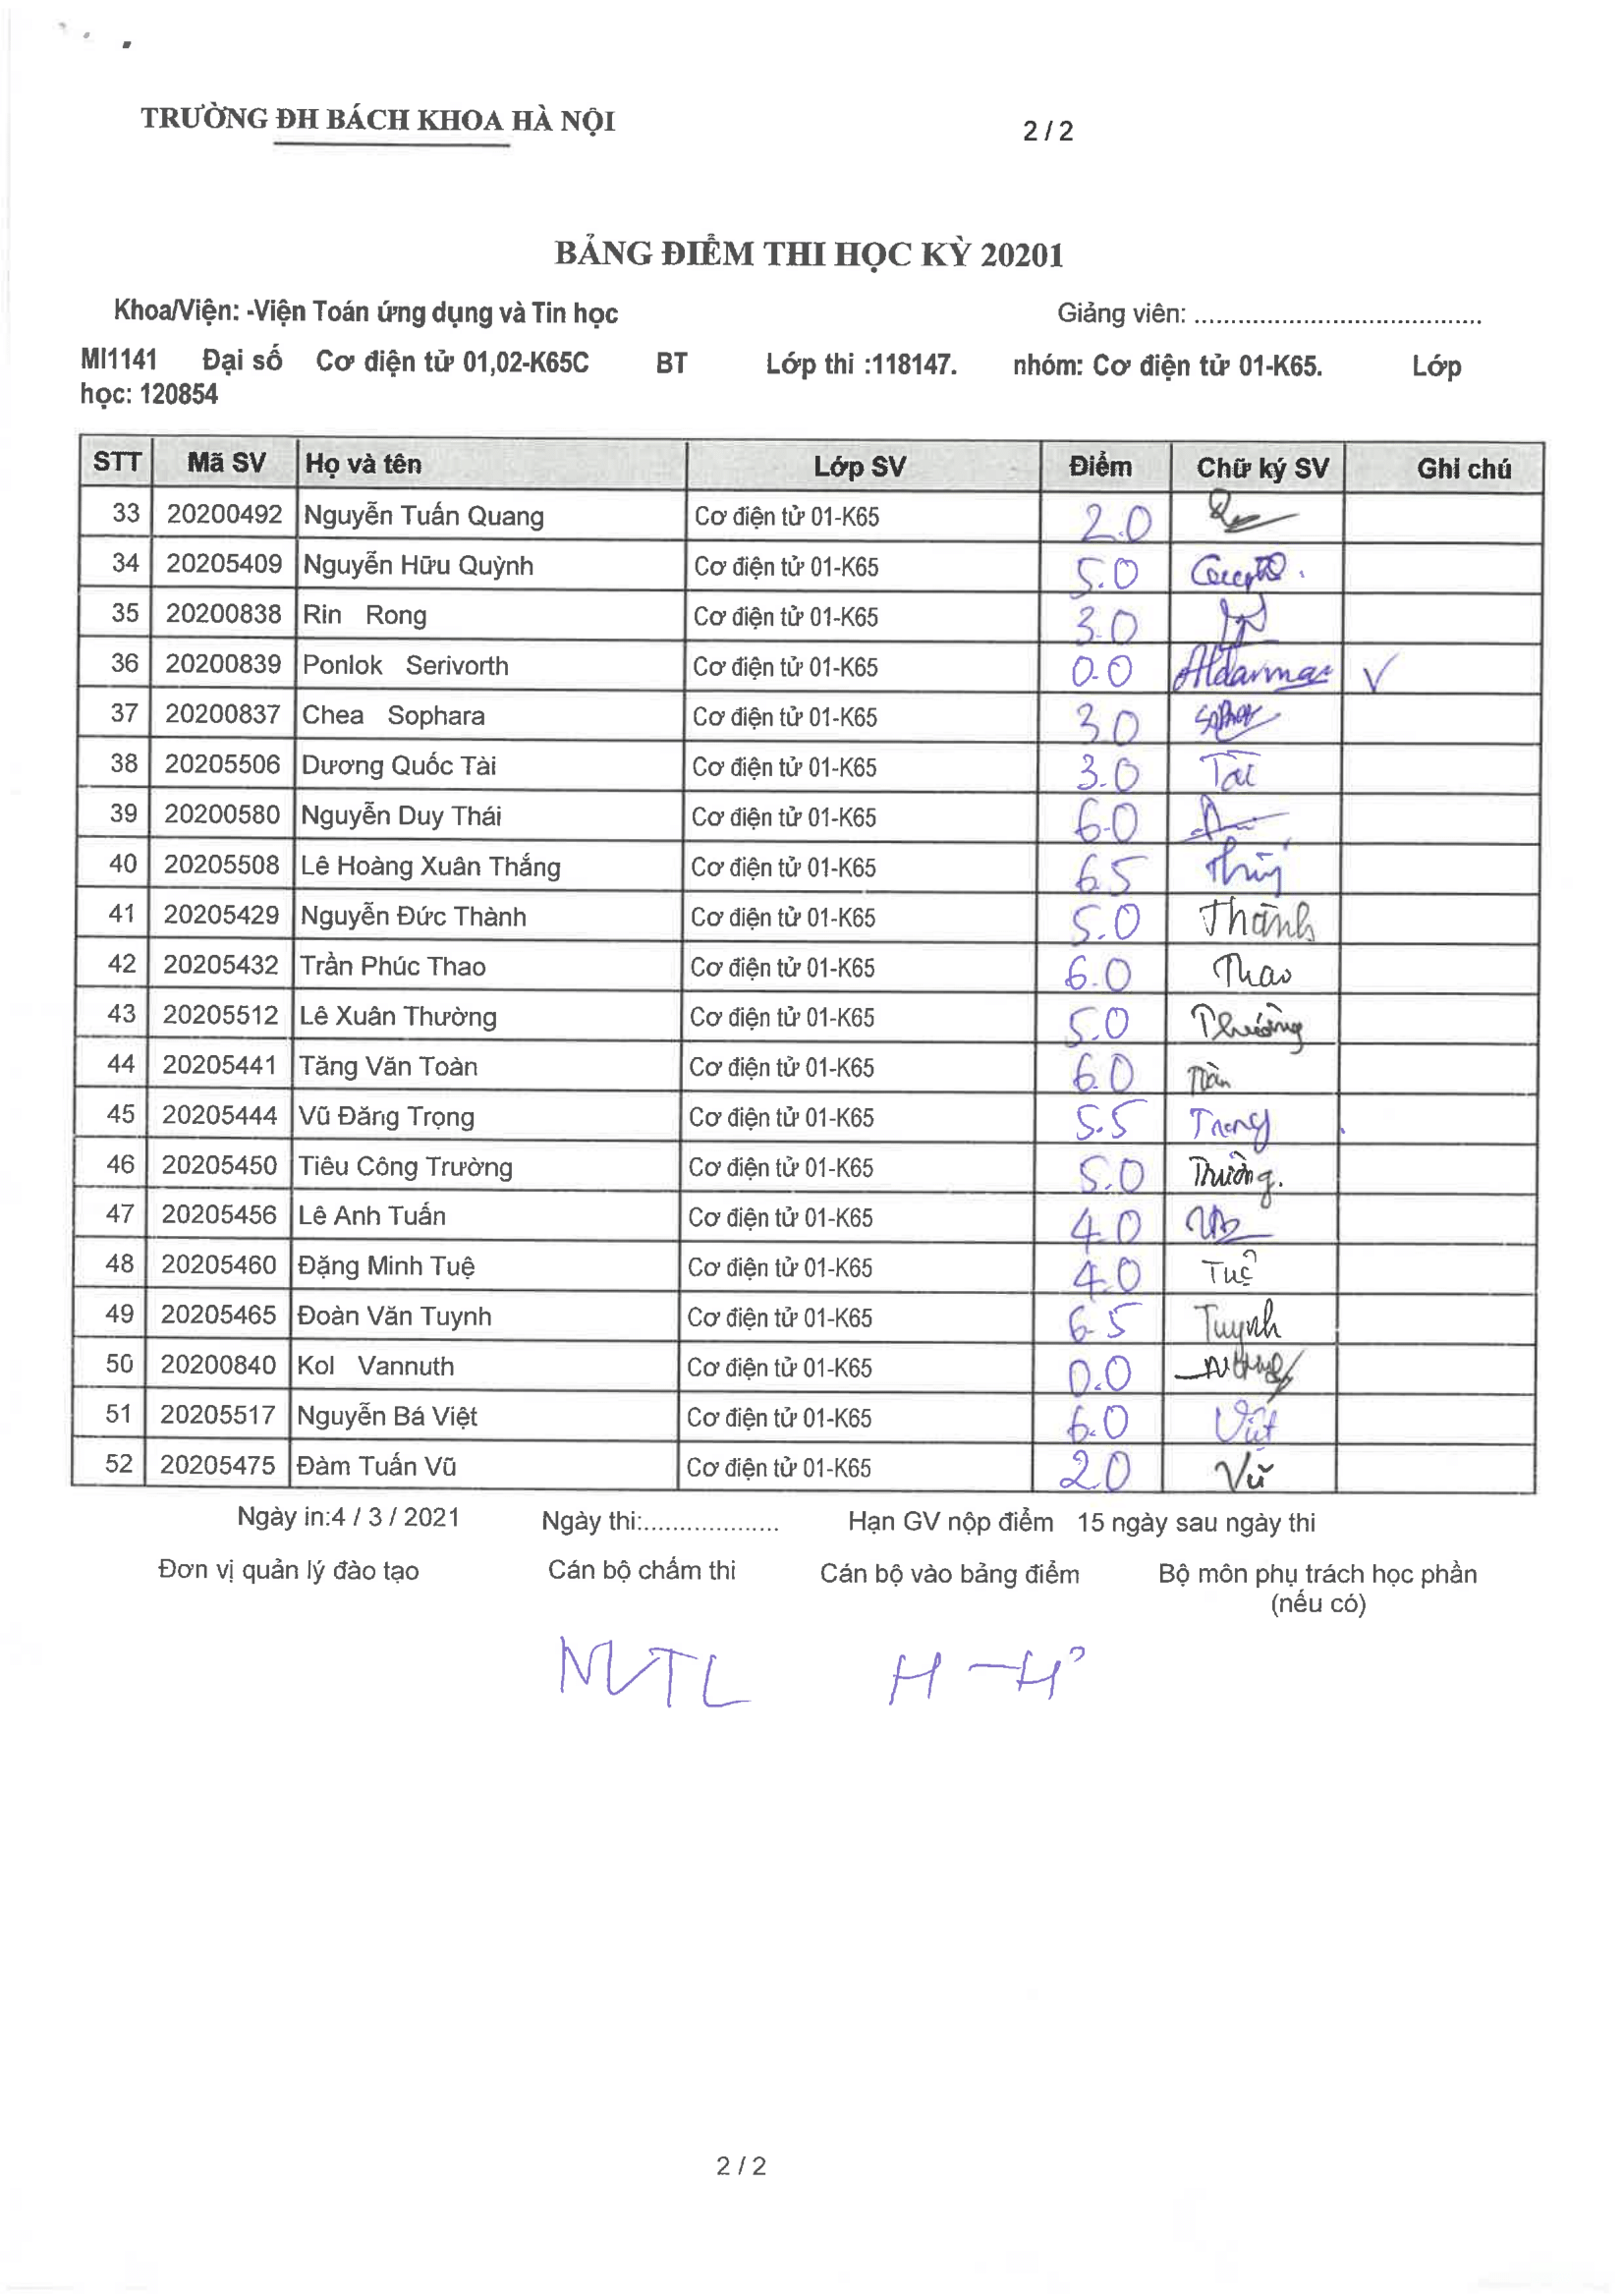 TRƯỜNG ĐH BÁCH KHOA HÀ NỘI
2 / 2
BẢNG ĐIỂM THI HỌC KỲ 20201
Khoa/Viện: -Viện Toán ứng dụng và Tin học Giảng viên: ........................................
MI1141 Đại số Cơ điện tử 01,02-K65C BT Lớp thi :118147. nhóm: Cơ điện tử 01-K65. Lớp
học: 120854
STT Mã SV Họ và tên Lớp SV Điểm Chữ ký SV Ghi chú
33 20200492 Nguyễn Tuấn Quang Cơ điện tử 01-K65 2.0
34 20205409 Nguyễn Hữu Quỳnh Cơ điện tử 01-K65 5.0
35 20200838 Rin Rong Cơ điện tử 01-K65 3.0
36 20200839 Ponlok Serivorth Cơ điện tử 01-K65 0.0 V
37 20200837 Chea Sophara Cơ điện tử 01-K65 3.0
38 20205506 Dương Quốc Tài Cơ điện tử 01-K65 3.0 Tài
39 20200580 Nguyễn Duy Thái Cơ điện tử 01-K65 6.0
40 20205508 Lê Hoàng Xuân Thắng Cơ điện tử 01-K65 6.5
41 20205429 Nguyễn Đức Thành Cơ điện tử 01-K65 5.0 Thành
42 20205432 Trần Phúc Thao Cơ điện tử 01-K65 6.0 Thao
43 20205512 Lê Xuân Thường Cơ điện tử 01-K65 5.0 Thường
44 20205441 Tăng Văn Toàn Cơ điện tử 01-K65 6.0 Toàn
45 20205444 Vũ Đăng Trọng Cơ điện tử 01-K65 5.5 Trọng
46 20205450 Tiêu Công Trường Cơ điện tử 01-K65 5.0 Trường.
47 20205456 Lê Anh Tuấn Cơ điện tử 01-K65 4.0
48 20205460 Đặng Minh Tuệ Cơ điện tử 01-K65 4.0 Tuệ
49 20205465 Đoàn Văn Tuynh Cơ điện tử 01-K65 6.5 Tuynh
50 20200840 Kol Vannuth Cơ điện tử 01-K65 0.0
51 20205517 Nguyễn Bá Việt Cơ điện tử 01-K65 6.0 Việt
52 20205475 Đàm Tuấn Vũ Cơ điện tử 01-K65 2.0 Vũ
Ngày in:4 / 3 / 2021 Ngày thi:................... Hạn GV nộp điểm 15 ngày sau ngày thi
Đơn vị quản lý đào tạo Cán bộ chấm thi Cán bộ vào bảng điểm Bộ môn phụ trách học phần
(nếu có)
2 / 2